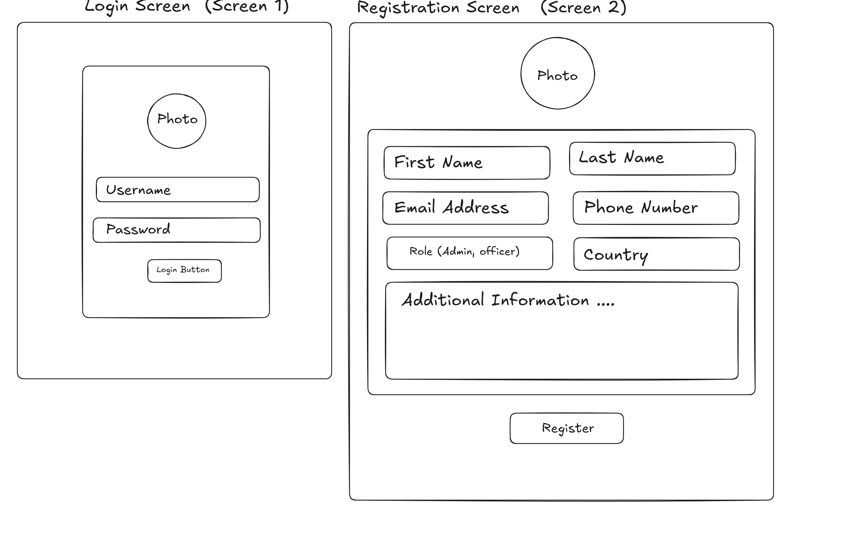 Login Screen (Screen 1)
Photo
Username
Password
Login Button
Registration Screen (Screen 2)
Photo
First Name
Last Name
Email Address
Phone Number
Role (Admin, officer)
Country
Additional Information ....
Register